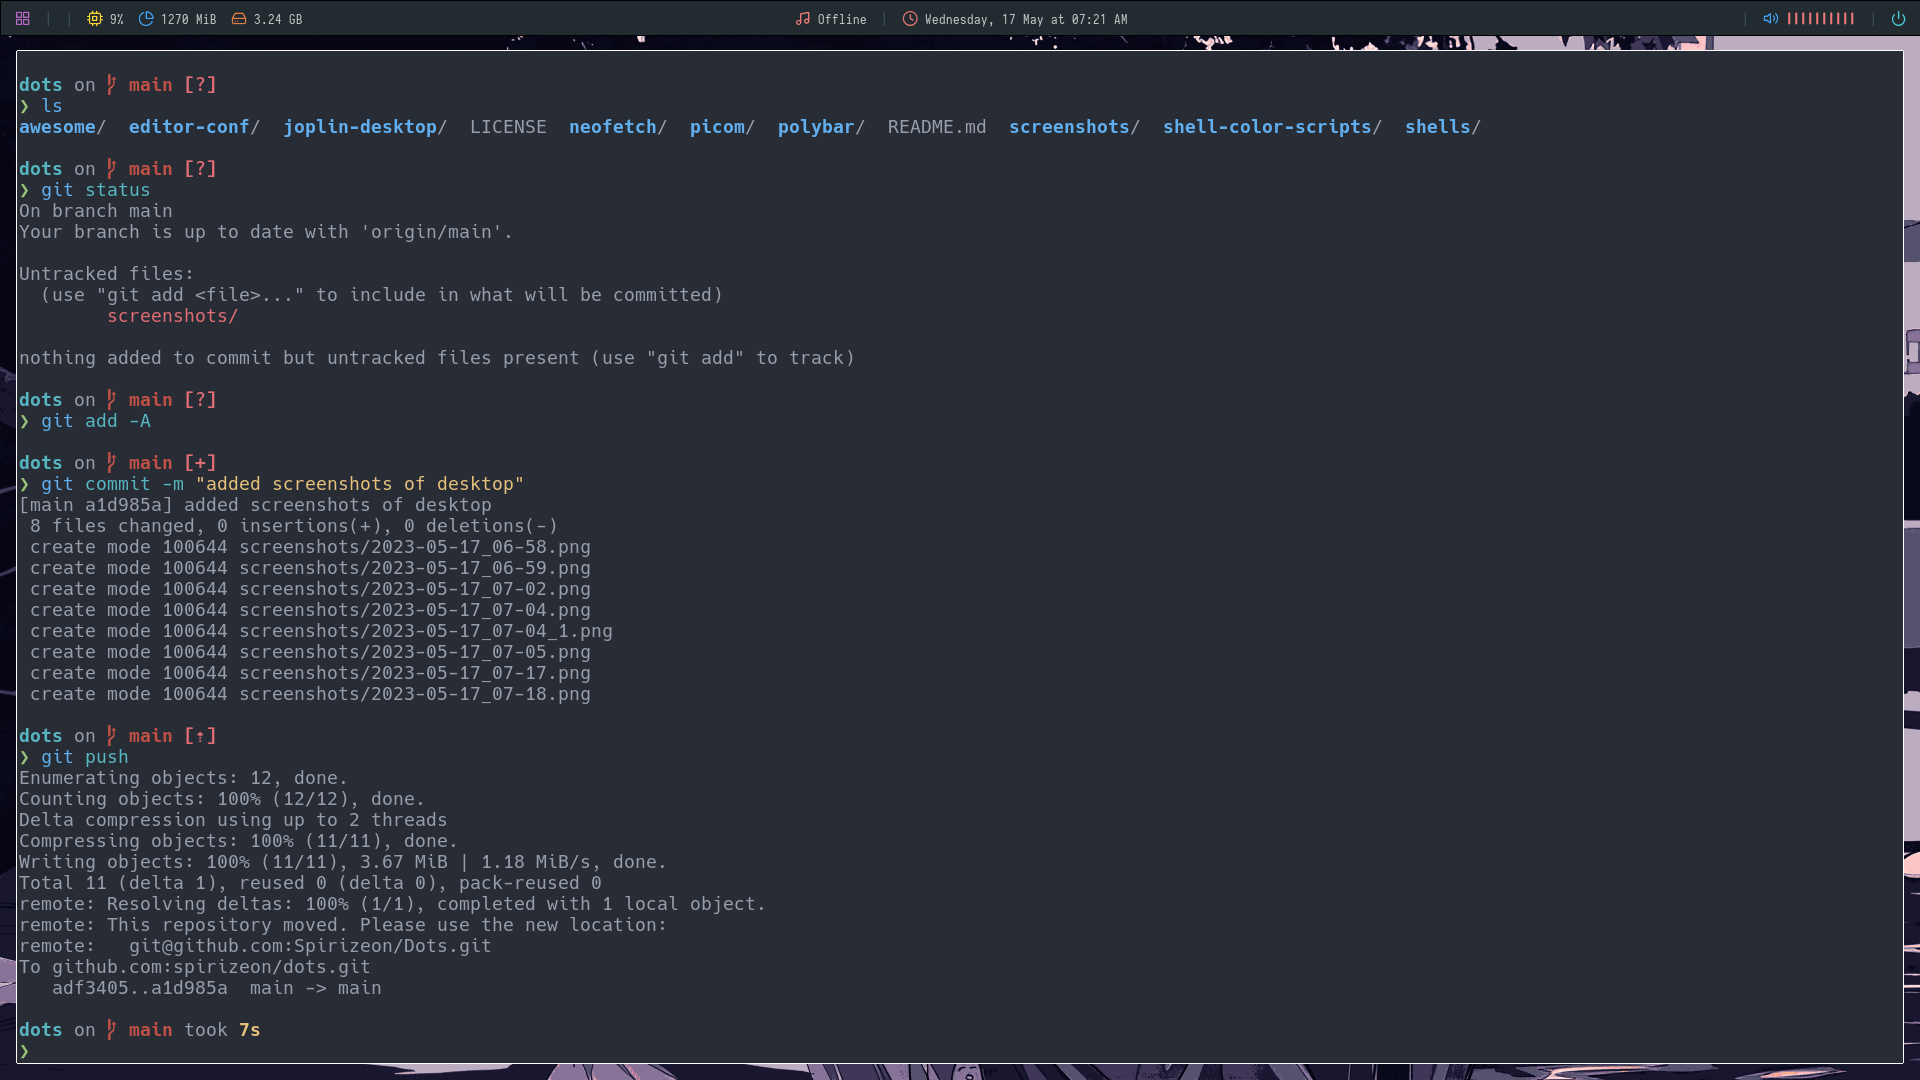 9% 1270 MiB 3.24 GB Offline Wednesday, 17 May at 07:21 AM
dots on main [?]
❯ ls
awesome/  editor-conf/  joplin-desktop/  LICENSE  neofetch/  picom/  polybar/  README.md  screenshots/  shell-color-scripts/  shells/
dots on main [?]
❯ git status
On branch main
Your branch is up to date with 'origin/main'.
Untracked files:
  (use "git add <file>..." to include in what will be committed)
        screenshots/
nothing added to commit but untracked files present (use "git add" to track)
dots on main [?]
❯ git add -A
dots on main [+]
❯ git commit -m "added screenshots of desktop"
[main a1d985a] added screenshots of desktop
 8 files changed, 0 insertions(+), 0 deletions(-)
 create mode 100644 screenshots/2023-05-17_06-58.png
 create mode 100644 screenshots/2023-05-17_06-59.png
 create mode 100644 screenshots/2023-05-17_07-02.png
 create mode 100644 screenshots/2023-05-17_07-04.png
 create mode 100644 screenshots/2023-05-17_07-04_1.png
 create mode 100644 screenshots/2023-05-17_07-05.png
 create mode 100644 screenshots/2023-05-17_07-17.png
 create mode 100644 screenshots/2023-05-17_07-18.png
dots on main [⇡]
❯ git push
Enumerating objects: 12, done.
Counting objects: 100% (12/12), done.
Delta compression using up to 2 threads
Compressing objects: 100% (11/11), done.
Writing objects: 100% (11/11), 3.67 MiB | 1.18 MiB/s, done.
Total 11 (delta 1), reused 0 (delta 0), pack-reused 0
remote: Resolving deltas: 100% (1/1), completed with 1 local object.
remote: This repository moved. Please use the new location:
remote:   git@github.com:Spirizeon/Dots.git
To github.com:spirizeon/dots.git
   adf3405..a1d985a  main -> main
dots on main took 7s
❯